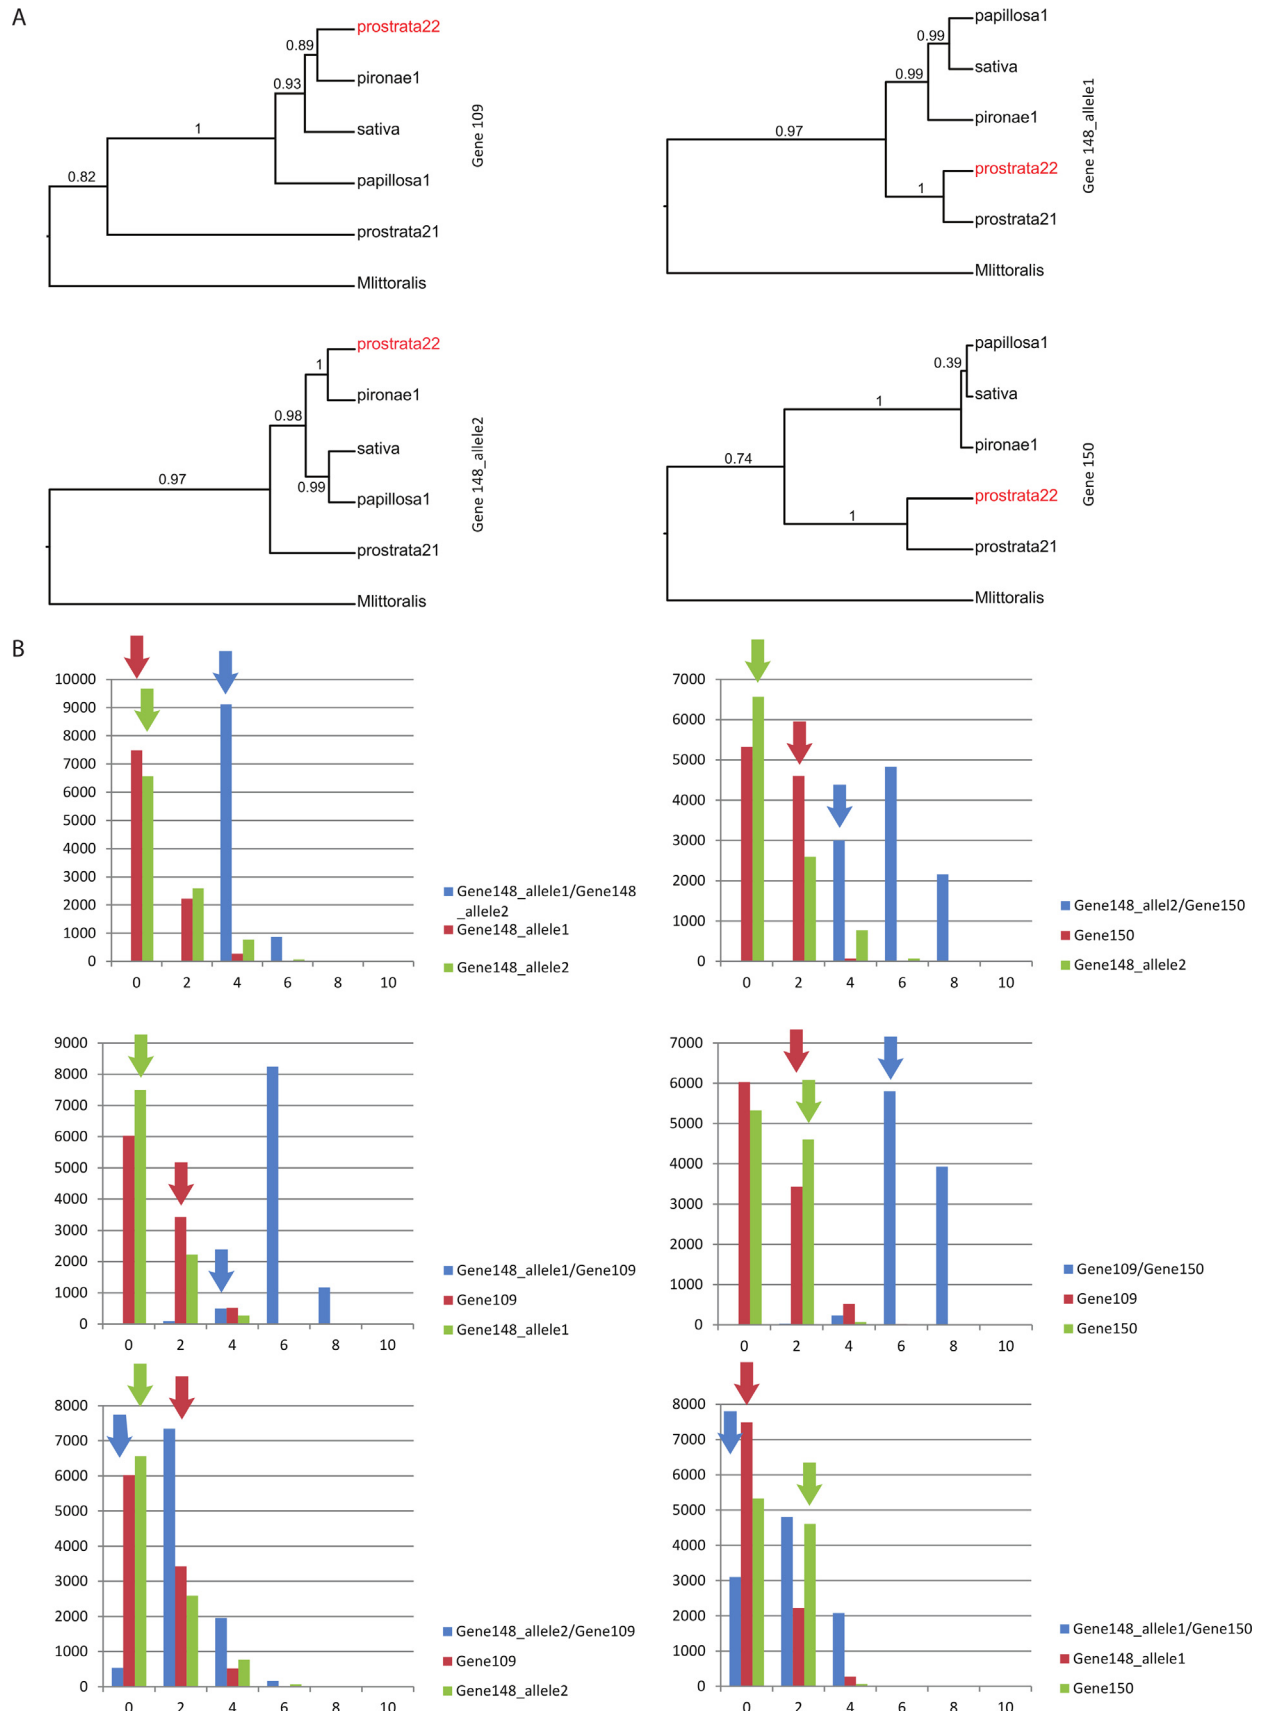 A
prostrata22
0.89
pironae1
0.93
sativa
1
papillosa1
0.82
prostrata21
Mlittoralis
Gene 109
papillosa1
0.99
sativa
0.99
pironae1
0.97
prostrata22
1
prostrata21
Mlittoralis
Gene 148_allele1
prostrata22
1
pironae1
0.98
sativa
0.97
0.99
papillosa1
prostrata21
Mlittoralis
Gene 148_allele2
papillosa1
0.39
sativa
1
pironae1
0.74
prostrata22
1
prostrata21
Mlittoralis
Gene 150
B
10000
9000
8000
7000
6000
5000
4000
3000
2000
1000
0
0 2 4 6 8 10
Gene148_allele1/Gene148
_allele2
Gene148_allele1
Gene148_allele2
7000
6000
5000
4000
3000
2000
1000
0
0 2 4 6 8 10
Gene148_allel2/Gene150
Gene150
Gene148_allele2
9000
8000
7000
6000
5000
4000
3000
2000
1000
0
0 2 4 6 8 10
Gene148_allele1/Gene109
Gene109
Gene148_allele1
7000
6000
5000
4000
3000
2000
1000
0
0 2 4 6 8 10
Gene109/Gene150
Gene109
Gene150
8000
7000
6000
5000
4000
3000
2000
1000
0
0 2 4 6 8 10
Gene148_allele2/Gene109
Gene109
Gene148_allele2
8000
7000
6000
5000
4000
3000
2000
1000
0
0 2 4 6 8 10
Gene148_allele1/Gene150
Gene148_allele1
Gene150